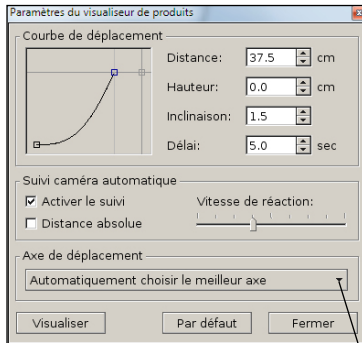 Paramètres du visualiseur de produits
Courbe de déplacement
Distance: 37.5 cm
Hauteur: 0.0 cm
Inclinaison: 1.5
Délai: 5.0 sec
Suivi caméra automatique
Activer le suivi
Vitesse de réaction:
Distance absolue
Axe de déplacement
Automatiquement choisir le meilleur axe
Visualiser Par défaut Fermer